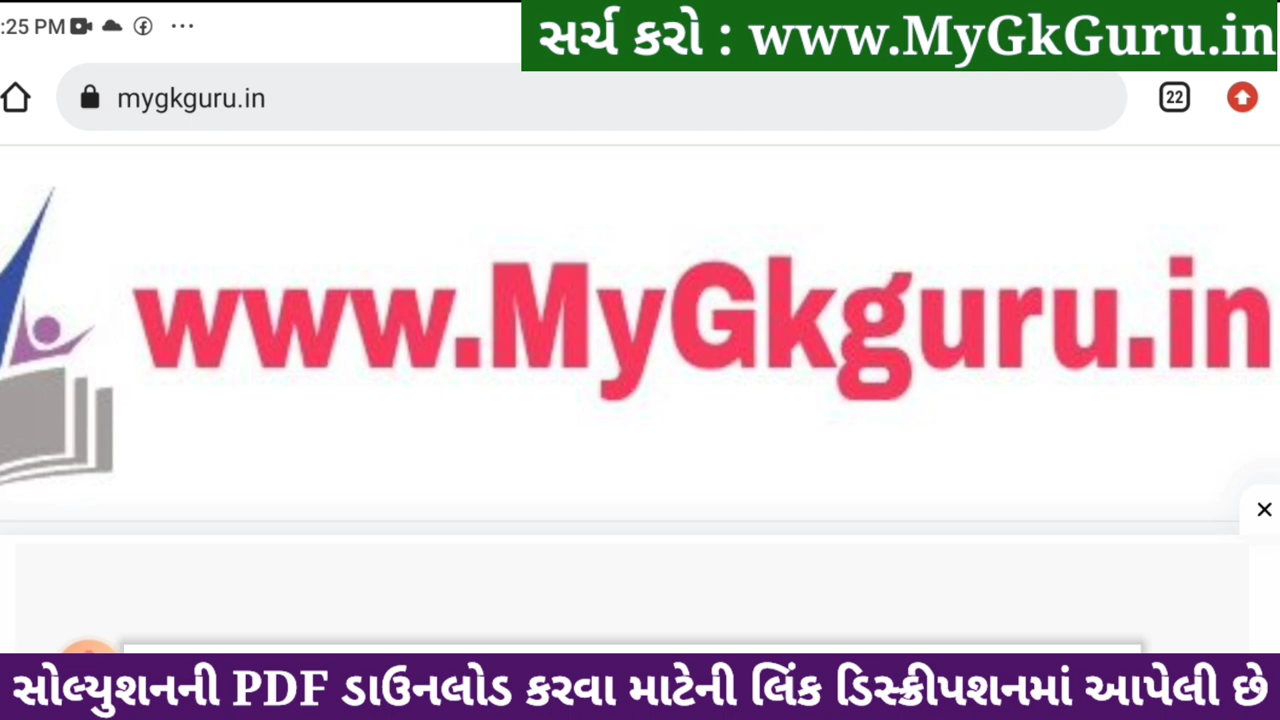 :25 PM
સર્ચ કરો : www.MyGkGuru.in
mygkguru.in
22
www.MyGkguru.in
સોલ્યુશનની PDF ડાઉનલોડ કરવા માટેની લિંક ડિસ્ક્રીપશનમાં આપેલી છે